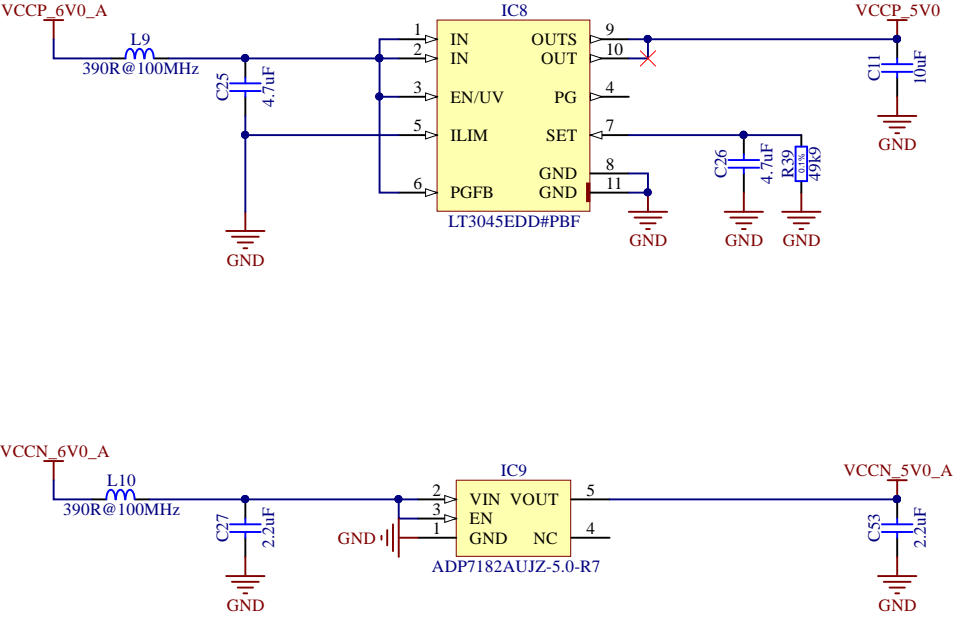 VCCP_6V0_A
IC8
VCCP_5V0
L9
390R@100MHz
C25
4.7uF
1
IN
OUTS
9
2
IN
OUT
10
3
EN/UV
PG
4
5
ILIM
SET
7
GND
8
6
PGFB
GND
11
LT3045EDD#PBF
C11
10uF
GND
C26
4.7uF
R39
0.1%
49k9
GND
GND
GND
GND
VCCN_6V0_A
IC9
VCCN_5V0_A
L10
390R@100MHz
C27
2.2uF
2
VIN
VOUT
5
3
EN
GND
1
GND
NC
4
ADP7182AUJZ-5.0-R7
C53
2.2uF
GND
GND